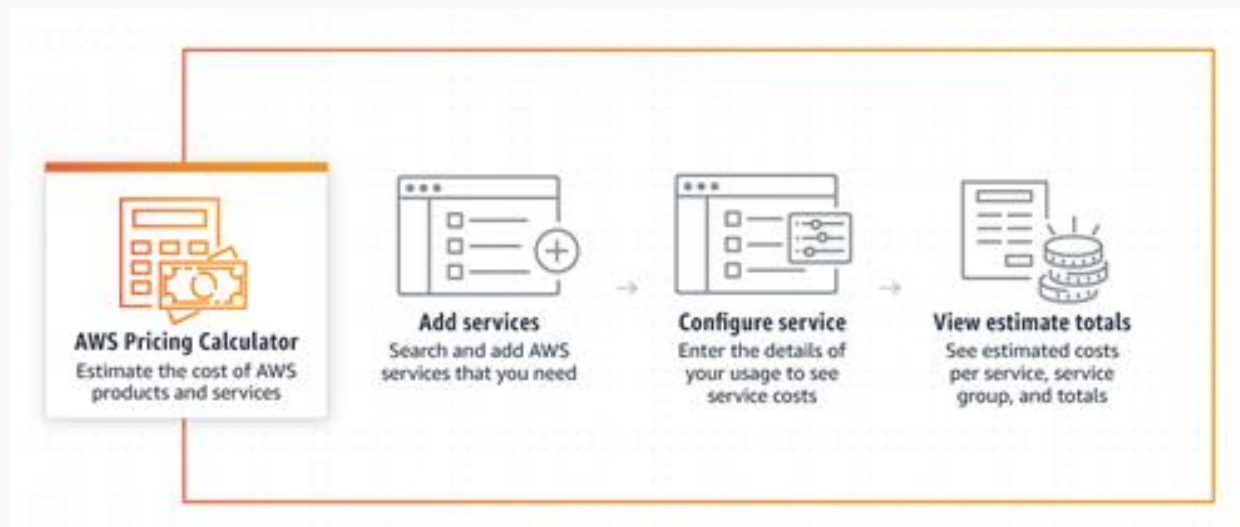 AWS Pricing Calculator
Estimate the cost of AWS
products and services
Add services
Search and add AWS
services that you need
Configure service
Enter the details of
your usage to see
service costs
View estimate totals
See estimated costs
per service, service
group, and totals